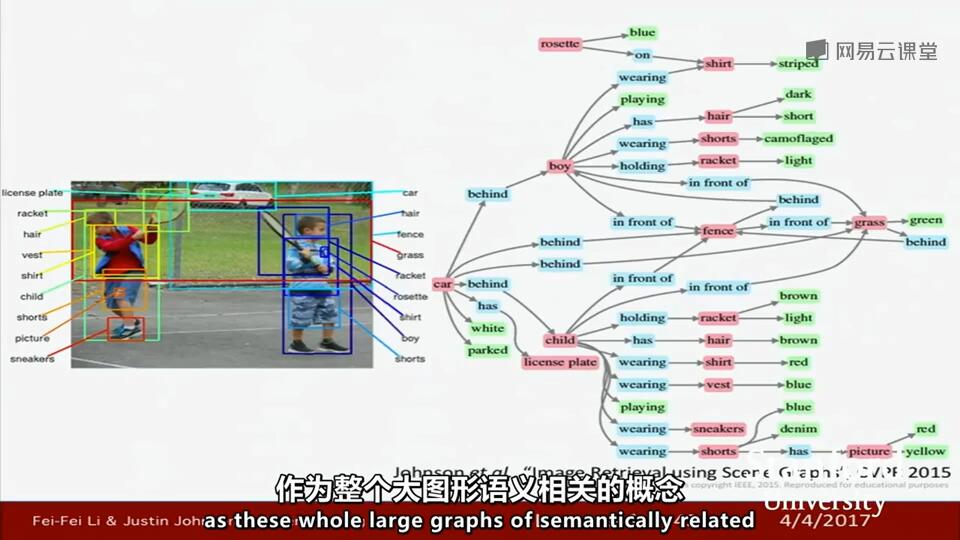 网易云课堂
license plate
racket
hair
vest
shirt
child
shorts
picture
sneakers
car
hair
fence
grass
racket
rosette
shirt
boy
shorts
rosette
blue
on
shirt
striped
wearing
playing
has
hair
dark
short
wearing
shorts
camoflaged
boy
holding
racket
light
behind
in front of
behind
in front of
fence
in front of
grass
green
behind
behind
behind
in front of
in front of
car
behind
has
white
parked
license plate
child
holding
racket
brown
light
has
hair
brown
wearing
shirt
red
wearing
vest
blue
playing
wearing
sneakers
blue
denim
wearing
shorts
has
picture
red
yellow
Johnson et al., “Image Retrieval using Scene Graphs”, CVPR 2015
copyright IEEE, 2015. Reproduced for educational purposes
University
作为整个大图形语义相关的概念
Fei-Fei Li & Justin
4/4/2017
as these whole large graphs of semantically related